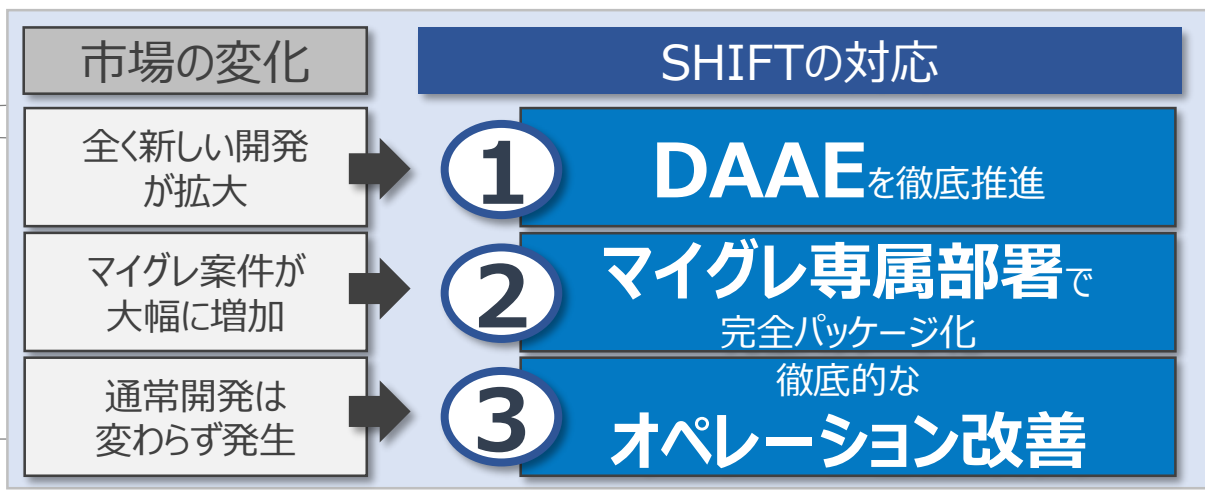 市場の変化
SHIFTの対応
全く新しい開発
が拡大
1
DAAEを徹底推進
マイグレ案件が
大幅に増加
2
マイグレ専属部署で
完全パッケージ化
通常開発は
変わらず発生
3
徹底的な
オペレーション改善